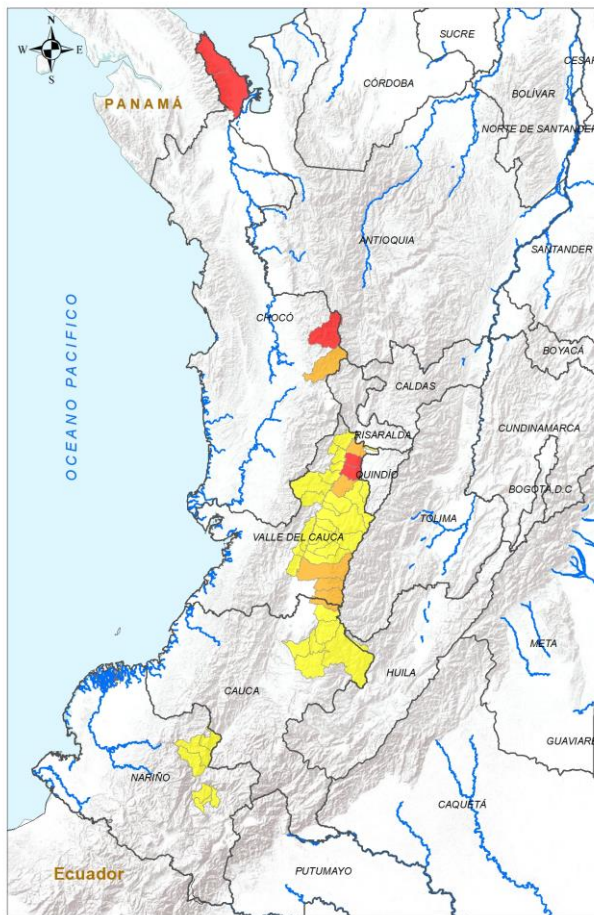 N
W E
S
SUCRE
CESAR
CÓRDOBA
BOLÍVAR
PANAMÁ
NORTE DE SANTANDER
ANTIOQUIA
SANTANDER
OCEANO PACIFICO
CHOCÓ
BOYACÁ
CALDAS
CUNDINAMARCA
RISARALDA
QUINDÍO
BOGOTÁ, D.C
TOLIMA
VALLE DEL CAUCA
META
HUILA
CAUCA
GUAVIARE
NARIÑO
CAQUETÁ
Ecuador
PUTUMAYO